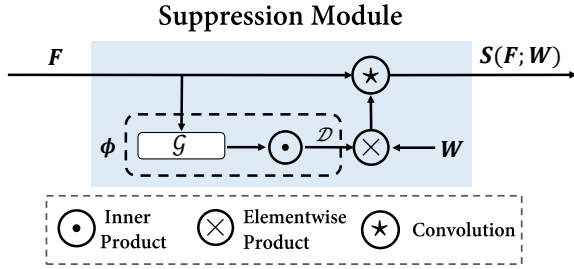 Suppression Module
F
S(F; W)
ϕ
𝒢
𝒟
W
Inner
Product
Elementwise
Product
Convolution